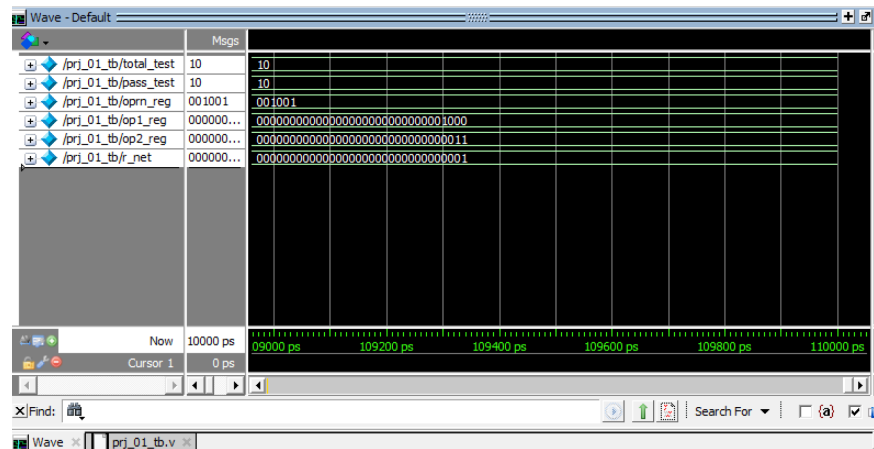 Wave - Default
Msgs
/prj_01_tb/total_test 10 10
/prj_01_tb/pass_test 10 10
/prj_01_tb/oprn_reg 001001 001001
/prj_01_tb/op1_reg 000000... 00000000000000000000000000001000
/prj_01_tb/op2_reg 000000... 00000000000000000000000000000011
/prj_01_tb/r_net 000000... 00000000000000000000000000000001
Now 10000 ps 09000 ps 109200 ps 109400 ps 109600 ps 109800 ps 110000 ps
Cursor 1 0 ps
Find: Search For {a}
Wave prj_01_tb.v